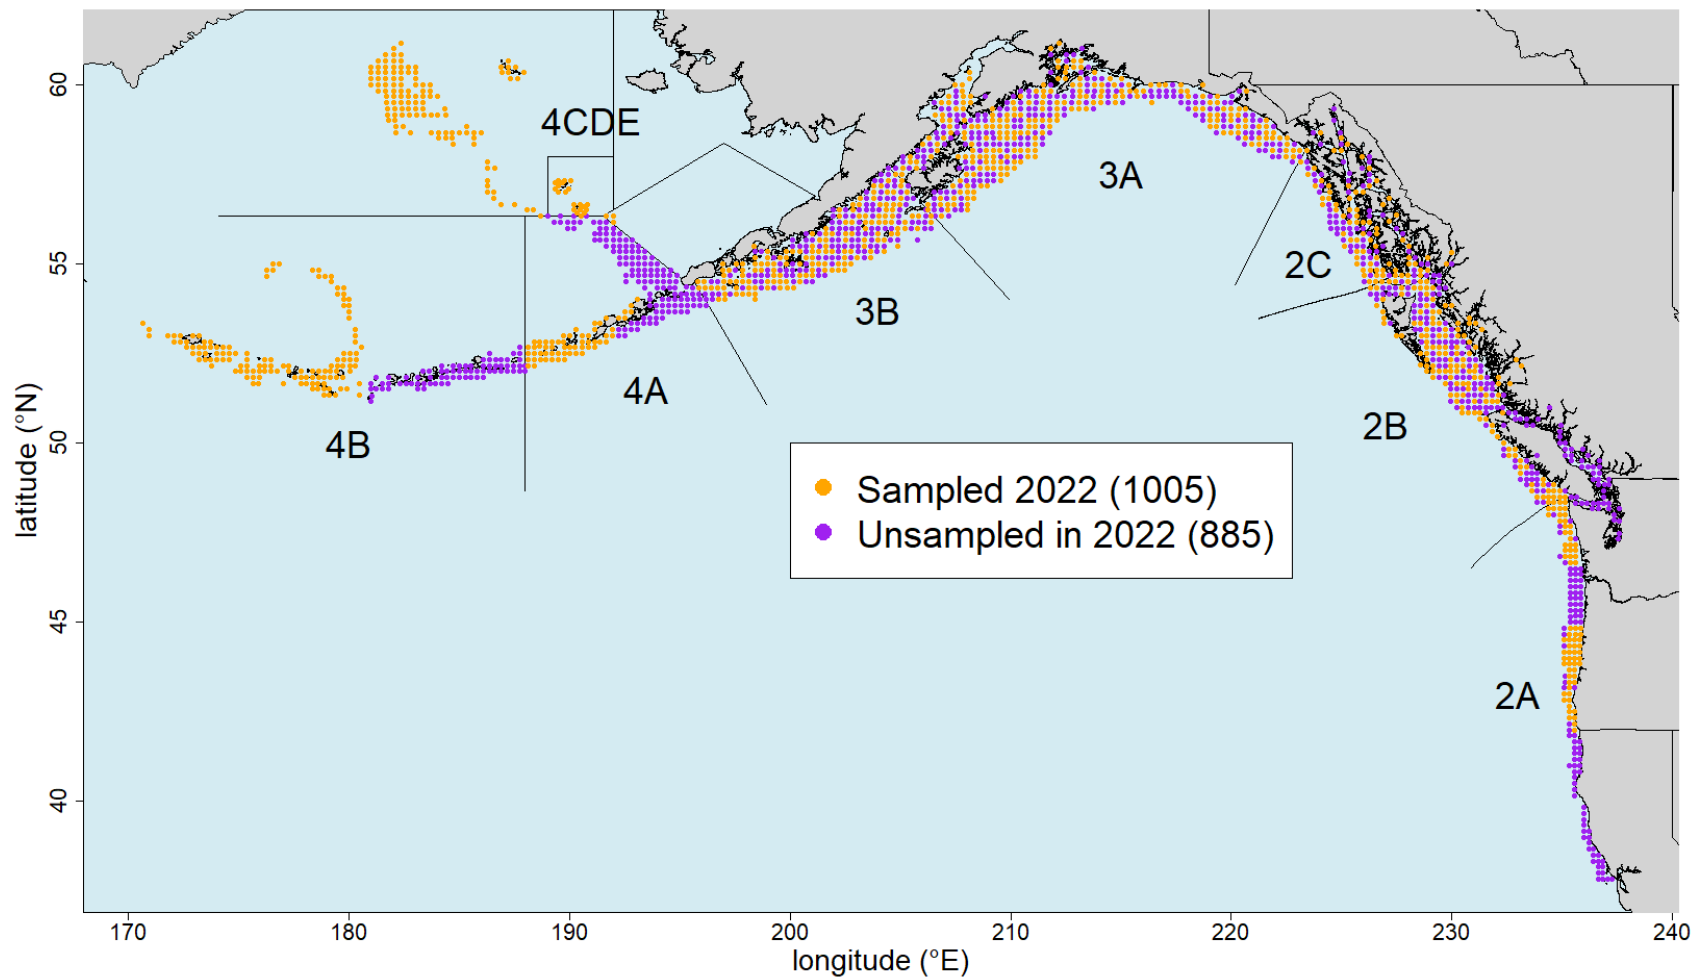 60
55
50
45
40
latitude (°N)
4CDE
3A
2C
3B
4A
2B
4B
2A
Sampled 2022 (1005)
Unsampled in 2022 (885)
170
180
190
200
210
220
230
240
longitude (°E)